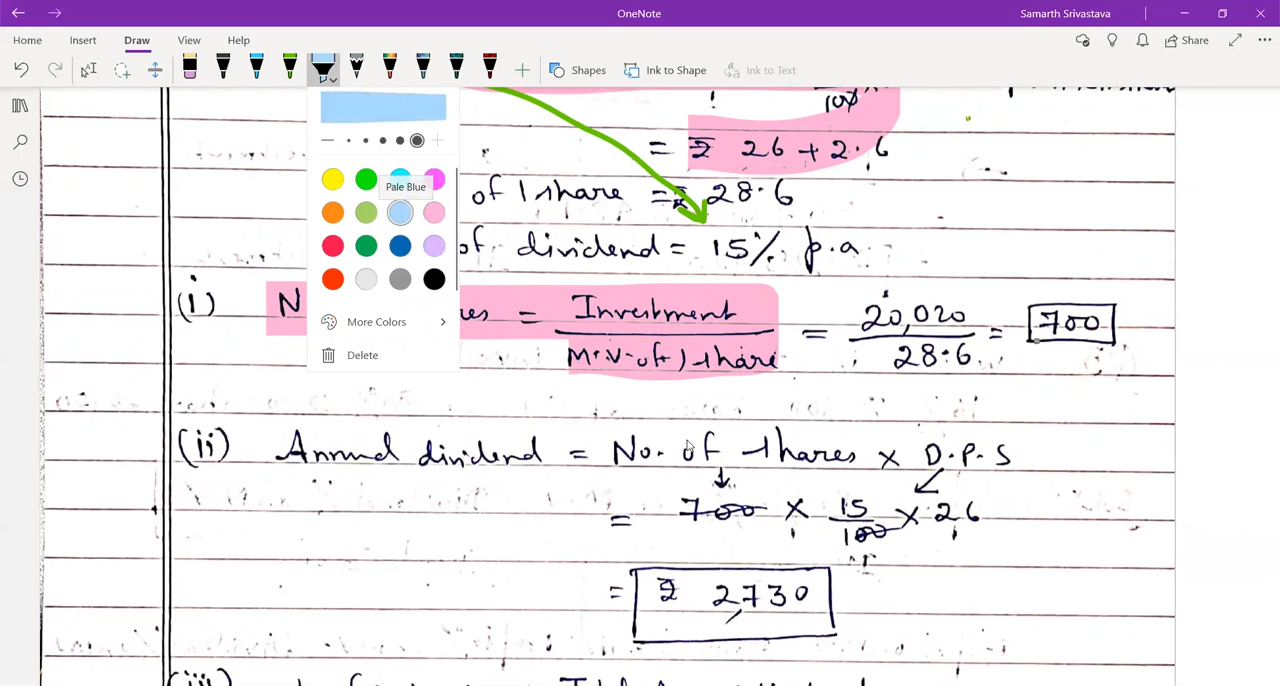 OneNote
Samarth Srivastava
Home Insert Draw View Help
Share
Shapes
Ink to Shape
Ink to Text
= ₹ 26 + 2.6
Pale Blue
of 1 share = ₹ 28.6
of dividend = 15% p.a.
(i) N
= Investment / M.V. of 1 share = 20,020 / 28.6 = 700
More Colors
Delete
(ii) Annual dividend = No. of shares × D.P.S
= 700 × 15/100 × 26
= ₹ 2,730